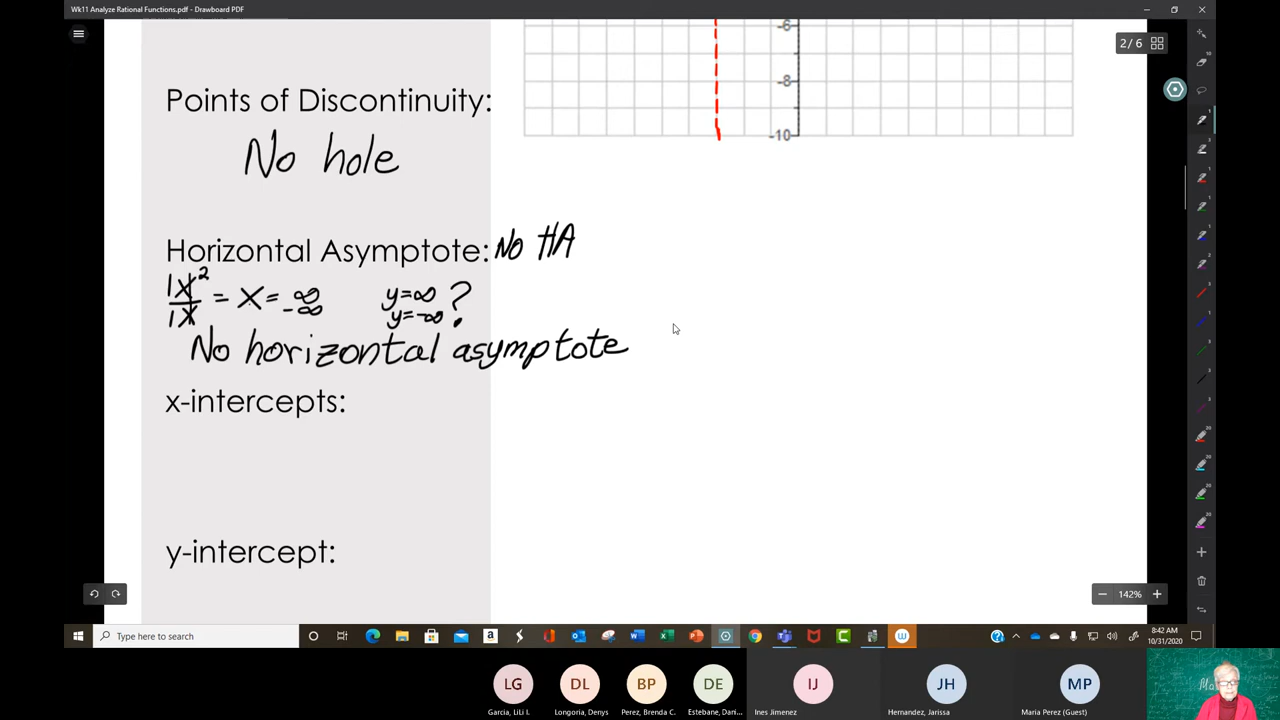 Wk11 Analyze Rational Functions.pdf - Drawboard PDF
2 / 6
-6
-8
-10
Points of Discontinuity:
No hole
Horizontal Asymptote: No HA
1x²/1x = x = ∞ -∞ y=∞ y=-∞ ?
No horizontal asymptote
x-intercepts:
y-intercept:
142%
Type here to search
8:42 AM
10/31/2020
LG
DL
BP
DE
IJ
JH
MP
Garcia, LiLi I.
Longoria, Denys
Perez, Brenda C.
Estebane, Dani...
Ines Jimenez
Hernandez, Jarissa
Maria Perez (Guest)